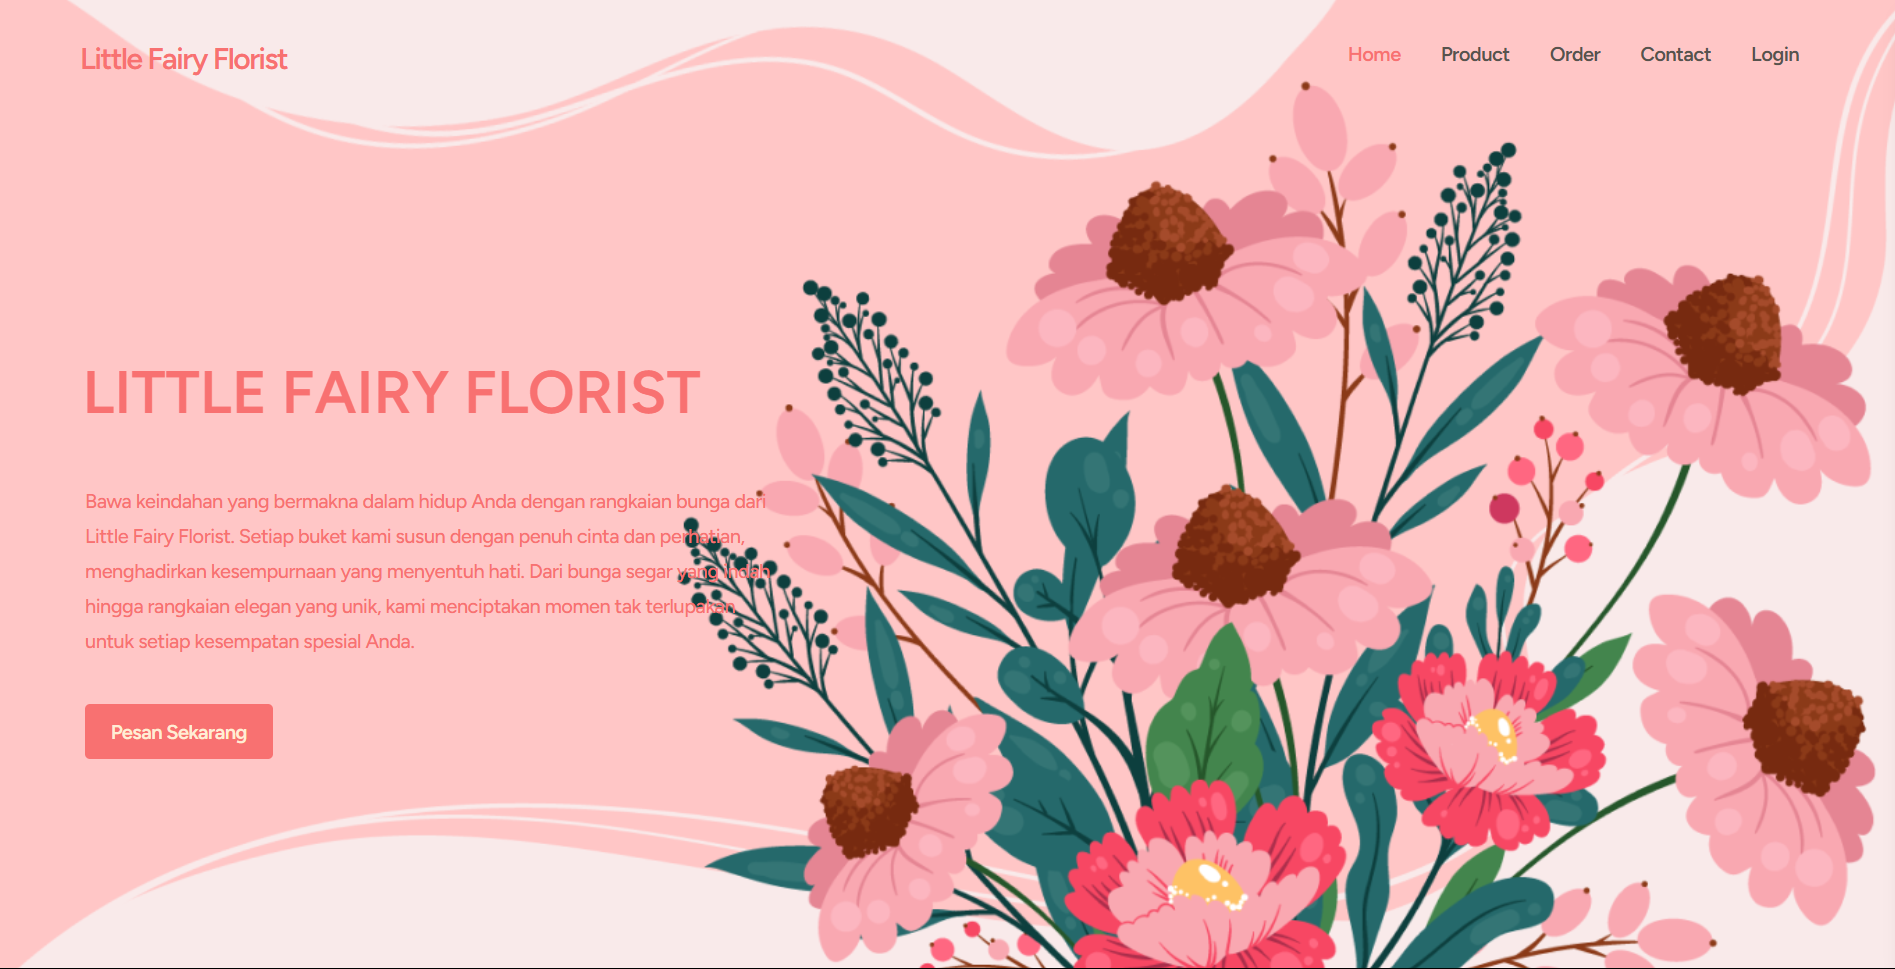 Little Fairy Florist
Home Product Order Contact Login
LITTLE FAIRY FLORIST
Bawa keindahan yang bermakna dalam hidup Anda dengan rangkaian bunga dari
Little Fairy Florist. Setiap buket kami susun dengan penuh cinta dan perhatian,
menghadirkan kesempurnaan yang menyentuh hati. Dari bunga segar yang indah
hingga rangkaian elegan yang unik, kami menciptakan momen tak terlupakan
untuk setiap kesempatan spesial Anda.
Pesan Sekarang